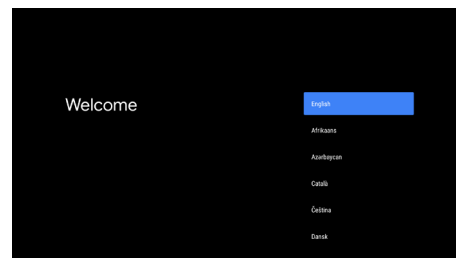 Welcome
English
Afrikaans
Azərbaycan
Català
Čeština
Dansk